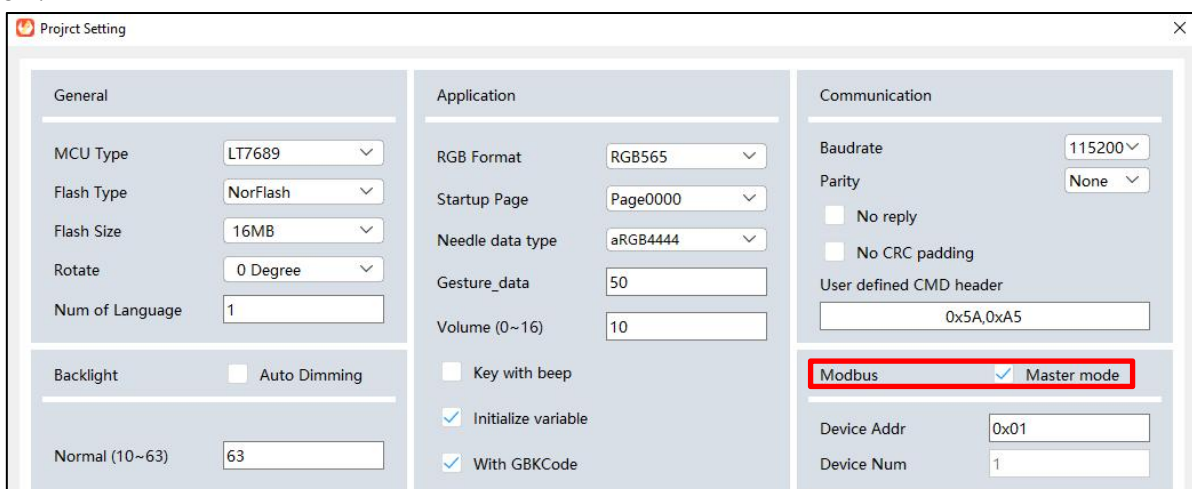 Projrct Setting
General
MCU Type LT7689
Flash Type NorFlash
Flash Size 16MB
Rotate 0 Degree
Num of Language 1
Backlight Auto Dimming
Normal (10~63) 63
Application
RGB Format RGB565
Startup Page Page0000
Needle data type aRGB4444
Gesture_data 50
Volume (0~16) 10
Key with beep
Initialize variable
With GBKCode
Communication
Baudrate 115200
Parity None
No reply
No CRC padding
User defined CMD header
0x5A,0xA5
Modbus Master mode
Device Addr 0x01
Device Num 1